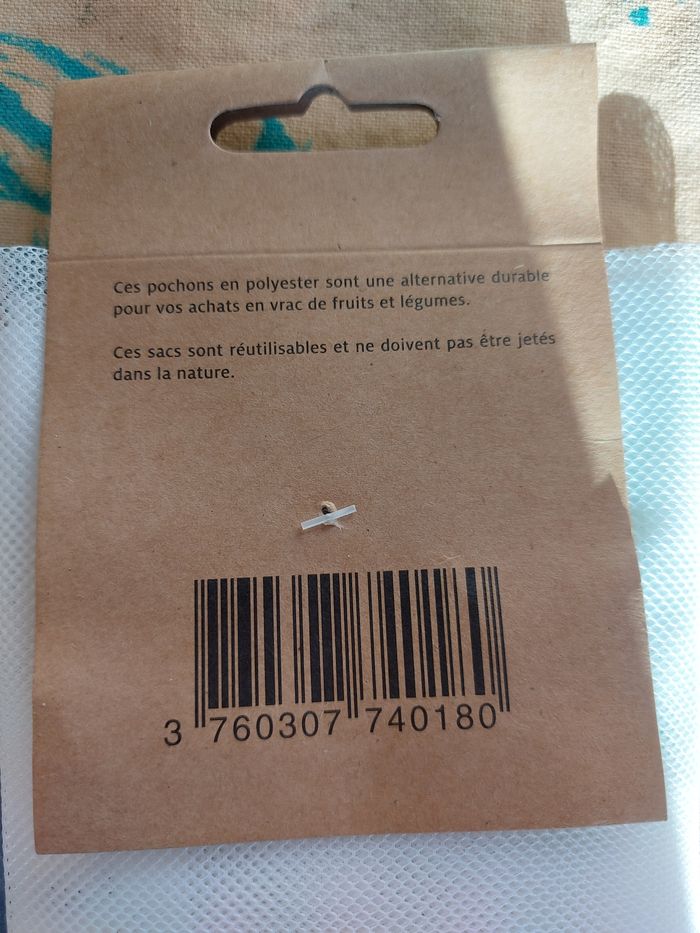 Ces pochons en polyester sont une alternative durable
pour vos achats en vrac de fruits et légumes.
Ces sacs sont réutilisables et ne doivent pas être jetés
dans la nature.
3 760307 740180